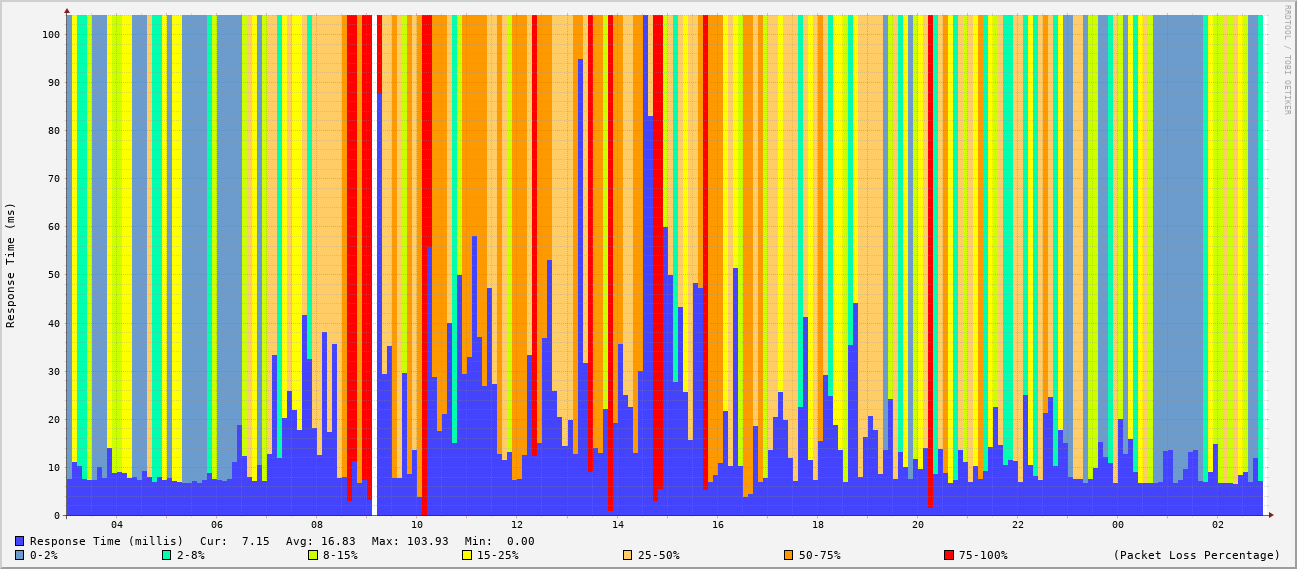 RRDTOOL / TOBI OETIKER
Response Time (ms)
100
90
80
70
60
50
40
30
20
10
0
04 06 08 10 12 14 16 18 20 22 00 02
Response Time (millis) Cur: 7.15 Avg: 16.83 Max: 103.93 Min: 0.00
0-2% 2-8% 8-15% 15-25% 25-50% 50-75% 75-100% (Packet Loss Percentage)